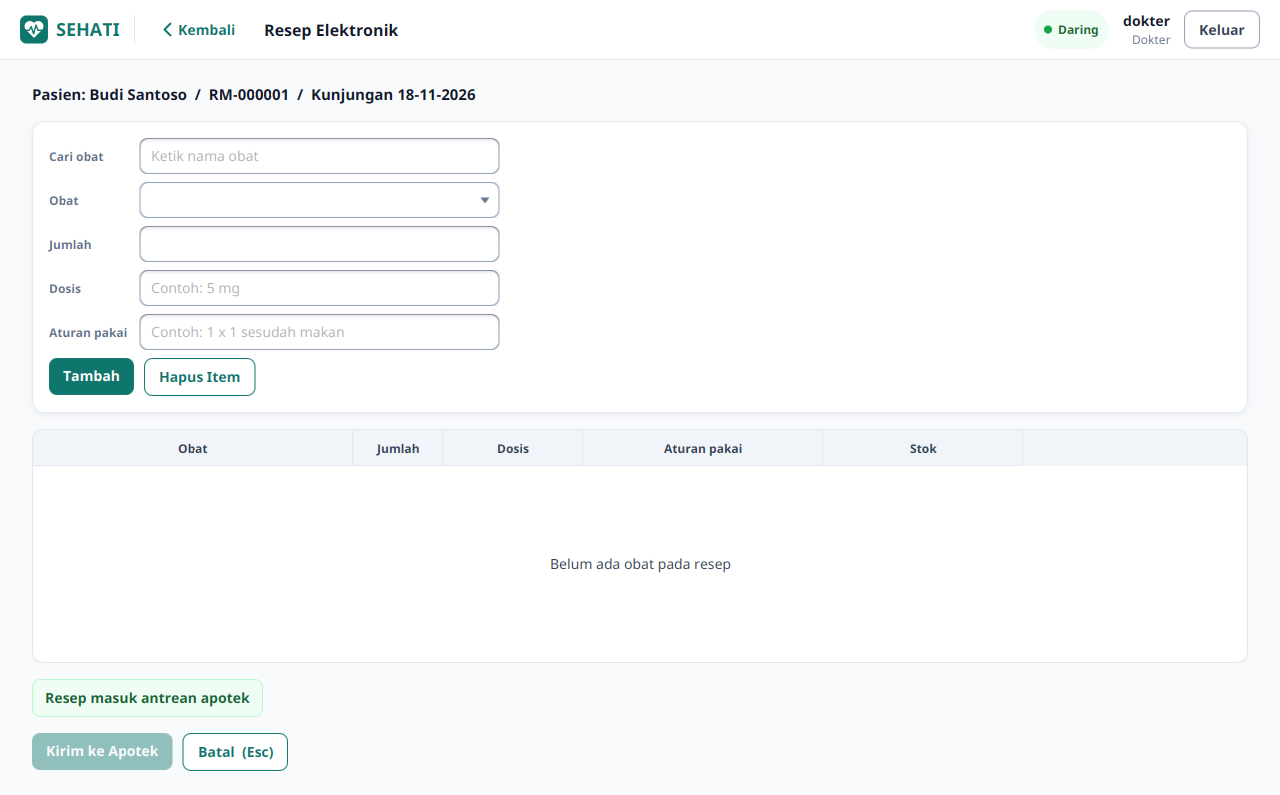 SEHATI
Kembali
Resep Elektronik
Daring
dokter
Dokter
Keluar
Pasien: Budi Santoso / RM-000001 / Kunjungan 18-11-2026
Cari obat
Ketik nama obat
Obat
Jumlah
Dosis
Contoh: 5 mg
Aturan pakai
Contoh: 1 x 1 sesudah makan
Tambah
Hapus Item
Obat
Jumlah
Dosis
Aturan pakai
Stok
Belum ada obat pada resep
Resep masuk antrean apotek
Kirim ke Apotek
Batal (Esc)